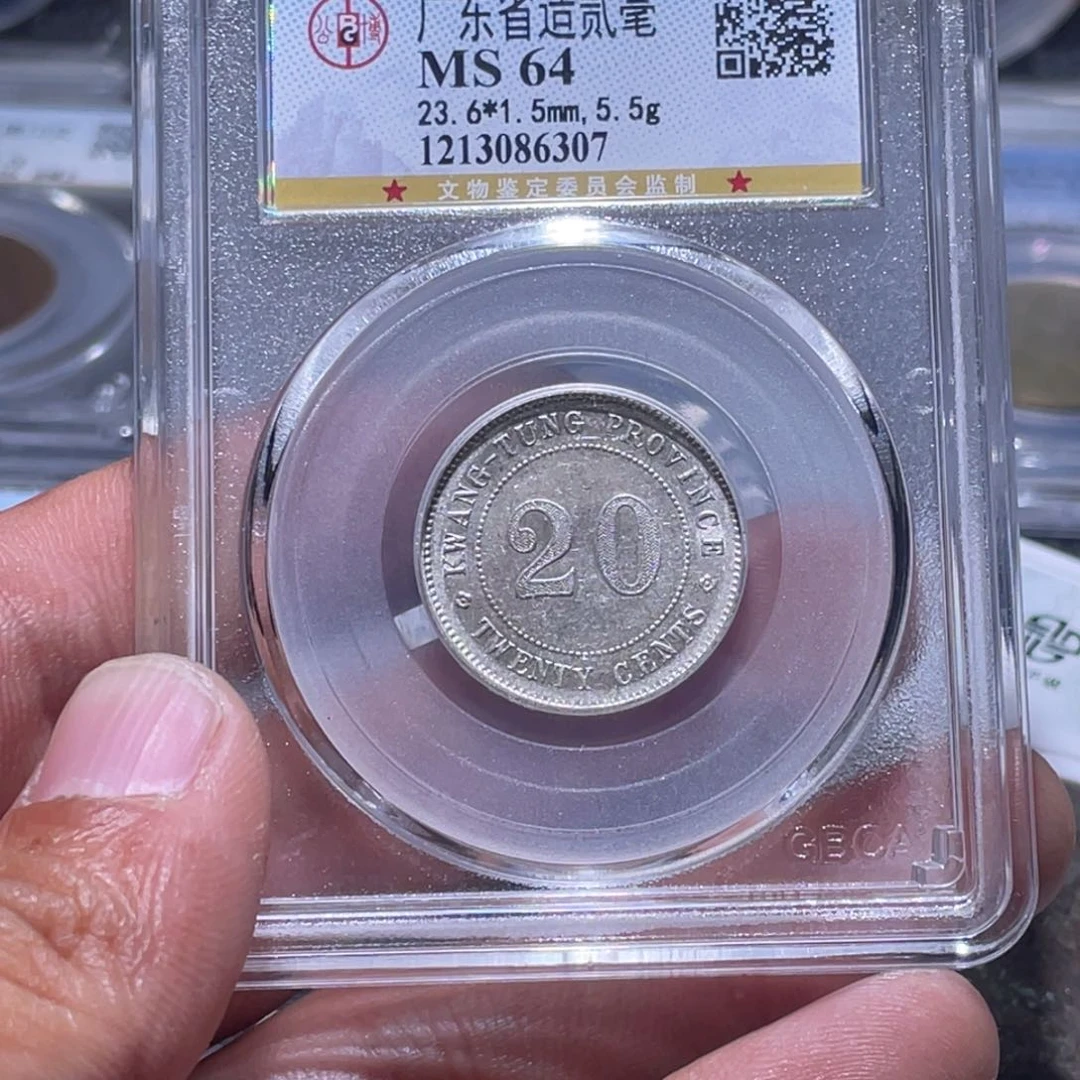 广东省造贰毫
MS 64
23.6*1.5mm,5.5g
1213086307
★ 文物鉴定委员会监制 ★
KWANG-TUNG PROVINCE
20
TWENTY CENTS
GBCA